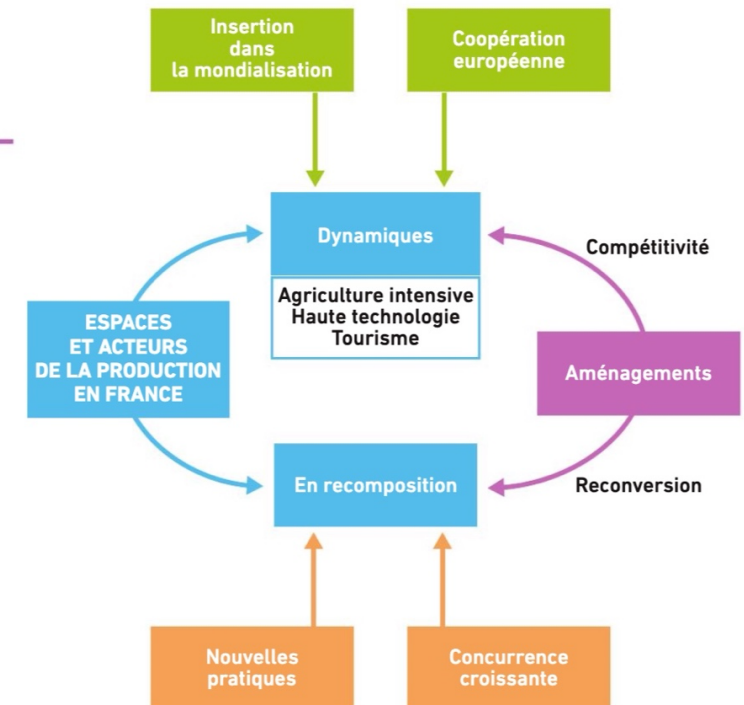 Insertion
dans
la mondialisation
Coopération
européenne
Dynamiques
Agriculture intensive
Haute technologie
Tourisme
Compétitivité
ESPACES
ET ACTEURS
DE LA PRODUCTION
EN FRANCE
Aménagements
En recomposition
Reconversion
Nouvelles
pratiques
Concurrence
croissante